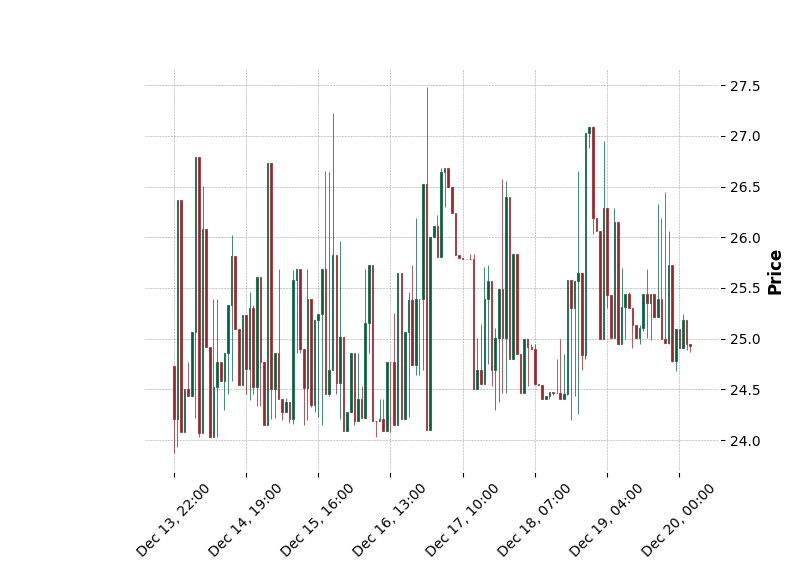 27.5
27.0
26.5
26.0
25.5
25.0
24.5
24.0
Price
Dec 13, 22:00
Dec 14, 19:00
Dec 15, 16:00
Dec 16, 13:00
Dec 17, 10:00
Dec 18, 07:00
Dec 19, 04:00
Dec 20, 00:00